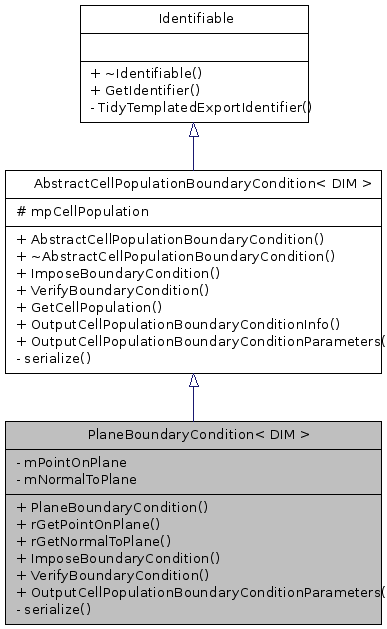 Identifiable
+ ~Identifiable()
+ GetIdentifier()
- TidyTemplatedExportIdentifier()
AbstractCellPopulationBoundaryCondition< DIM >
# mpCellPopulation
+ AbstractCellPopulationBoundaryCondition()
+ ~AbstractCellPopulationBoundaryCondition()
+ ImposeBoundaryCondition()
+ VerifyBoundaryCondition()
+ GetCellPopulation()
+ OutputCellPopulationBoundaryConditionInfo()
+ OutputCellPopulationBoundaryConditionParameters(
- serialize()
PlaneBoundaryCondition< DIM >
- mPointOnPlane
- mNormalToPlane
+ PlaneBoundaryCondition()
+ rGetPointOnPlane()
+ rGetNormalToPlane()
+ ImposeBoundaryCondition()
+ VerifyBoundaryCondition()
+ OutputCellPopulationBoundaryConditionParameters(
- serialize()